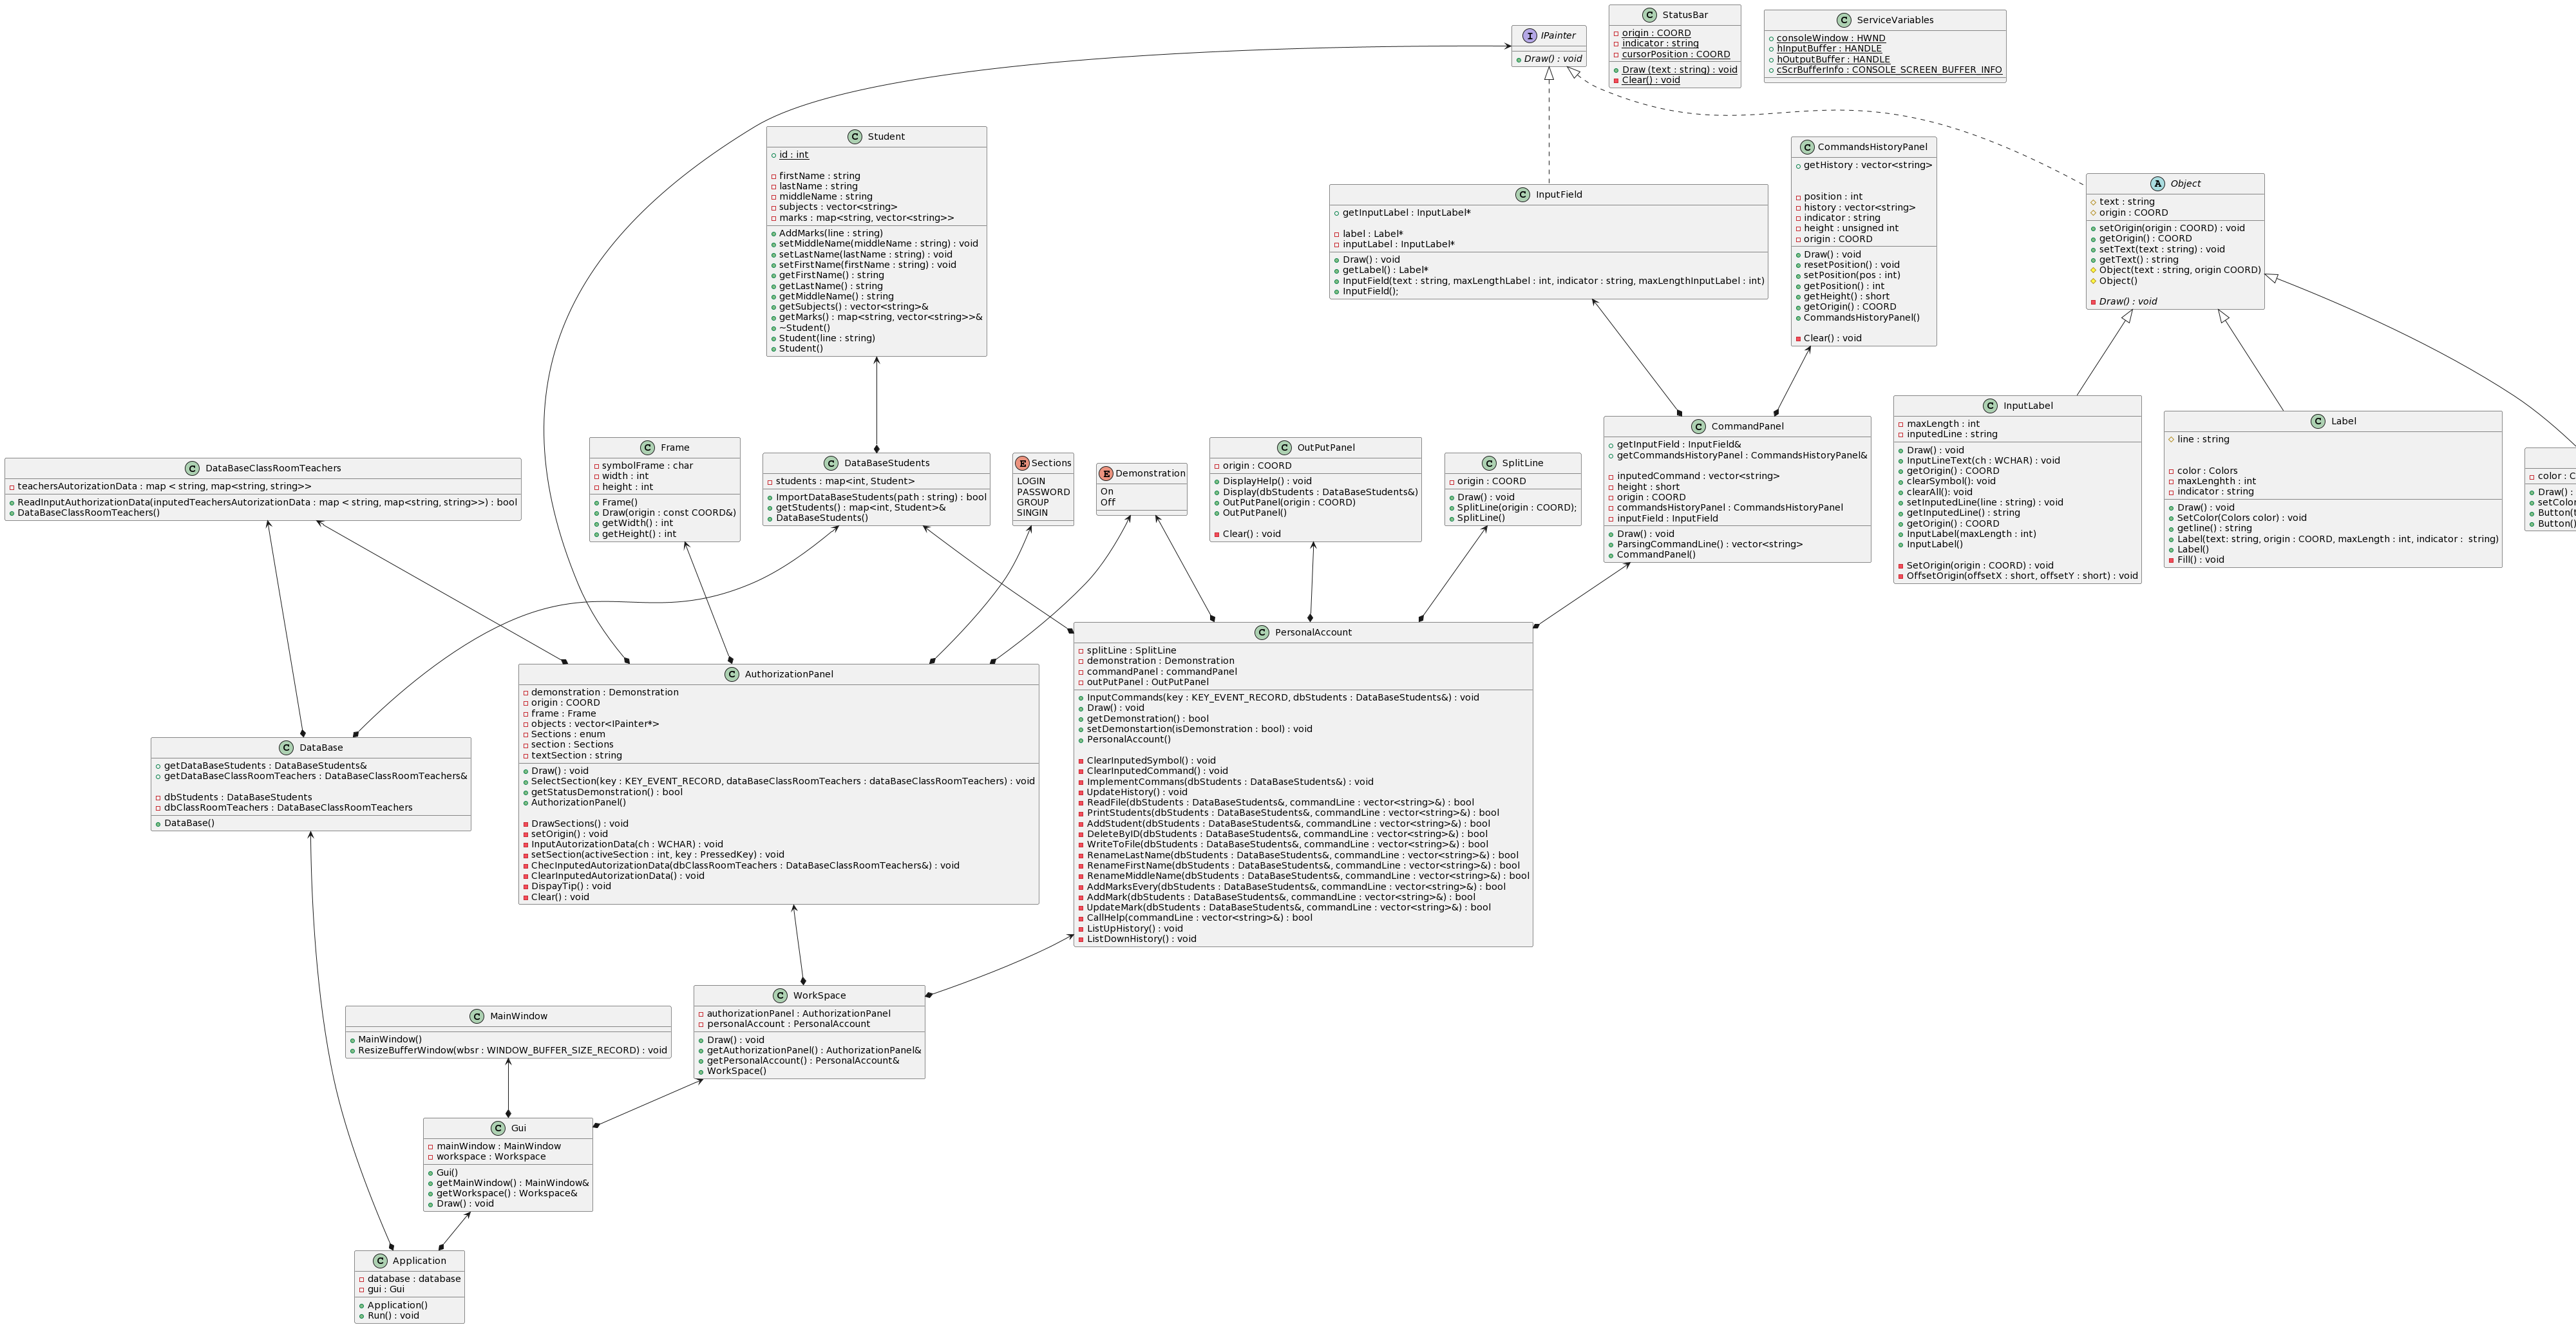 StatusBar
origin : COORD
indicator : string
cursorPosition : COORD
Draw (text : string) : void
Clear() : void
ServiceVariables
consoleWindow : HWND
hInputBuffer : HANDLE
hOutputBuffer : HANDLE
cScrBufferInfo : CONSOLE_SCREEN_BUFFER_INFO
IPainter
Draw() : void
Student
id : int
firstName : string
lastName : string
middleName : string
subjects : vector<string>
marks : map<string, vector<string>>
AddMarks(line : string)
setMiddleName(middleName : string) : void
setLastName(lastName : string) : void
setFirstName(firstName : string) : void
getFirstName() : string
getLastName() : string
getMiddleName() : string
getSubjects() : vector<string>&
getMarks() : map<string, vector<string>>&
~Student()
Student(line : string)
Student()
InputField
getInputLabel : InputLabel*
label : Label*
inputLabel : InputLabel*
Draw() : void
getLabel() : Label*
InputField(text : string, maxLengthLabel : int, indicator : string, maxLengthInputLabel : int)
InputField();
CommandsHistoryPanel
getHistory : vector<string>
position : int
history : vector<string>
indicator : string
height : unsigned int
origin : COORD
Draw() : void
resetPosition() : void
setPosition(pos : int)
getPosition() : int
getHeight() : short
getOrigin() : COORD
CommandsHistoryPanel()
Clear() : void
Object
text : string
origin : COORD
setOrigin(origin : COORD) : void
getOrigin() : COORD
setText(text : string) : void
getText() : string
Object(text : string, origin COORD)
Object()
Draw() : void
DataBaseClassRoomTeachers
teachersAutorizationData : map < string, map<string, string>>
ReadInputAuthorizationData(inputedTeachersAutorizationData : map < string, map<string, string>>) : bool
DataBaseClassRoomTeachers()
Frame
symbolFrame : char
width : int
height : int
Frame()
Draw(origin : const COORD&)
getWidth() : int
getHeight() : int
DataBaseStudents
students : map<int, Student>
ImportDataBaseStudents(path : string) : bool
getStudents() : map<int, Student>&
DataBaseStudents()
Sections
LOGIN
PASSWORD
GROUP
SINGIN
Demonstration
On
Off
OutPutPanel
origin : COORD
DisplayHelp() : void
Display(dbStudents : DataBaseStudents&)
OutPutPanel(origin : COORD)
OutPutPanel()
Clear() : void
SplitLine
origin : COORD
Draw() : void
SplitLine(origin : COORD);
SplitLine()
CommandPanel
getInputField : InputField&
getCommandsHistoryPanel : CommandsHistoryPanel&
inputedCommand : vector<string>
height : short
origin : COORD
commandsHistoryPanel : CommandsHistoryPanel
inputField : InputField
Draw() : void
ParsingCommandLine() : vector<string>
CommandPanel()
InputLabel
maxLength : int
inputedLine : string
Draw() : void
InputLineText(ch : WCHAR) : void
getOrigin() : COORD
clearSymbol(): void
clearAll(): void
setInputedLine(line : string) : void
getInputedLine() : string
getOrigin() : COORD
InputLabel(maxLength : int)
InputLabel()
SetOrigin(origin : COORD) : void
OffsetOrigin(offsetX : short, offsetY : short) : void
Label
line : string
color : Colors
maxLenghth : int
indicator : string
Draw() : void
SetColor(Colors color) : void
getline() : string
Label(text: string, origin : COORD, maxLength : int, indicator :  string)
Label()
Fill() : void
color : C
Draw() :
setColor
Button(t
Button()
PersonalAccount
splitLine : SplitLine
demonstration : Demonstration
commandPanel : commandPanel
outPutPanel : OutPutPanel
InputCommands(key : KEY_EVENT_RECORD, dbStudents : DataBaseStudents&) : void
Draw() : void
getDemonstration() : bool
setDemonstartion(isDemonstration : bool) : void
PersonalAccount()
ClearInputedSymbol() : void
ClearInputedCommand() : void
ImplementCommans(dbStudents : DataBaseStudents&) : void
UpdateHistory() : void
ReadFile(dbStudents : DataBaseStudents&, commandLine : vector<string>&) : bool
PrintStudents(dbStudents : DataBaseStudents&, commandLine : vector<string>&) : bool
AddStudent(dbStudents : DataBaseStudents&, commandLine : vector<string>&) : bool
DeleteByID(dbStudents : DataBaseStudents&, commandLine : vector<string>&) : bool
WriteToFile(dbStudents : DataBaseStudents&, commandLine : vector<string>&) : bool
RenameLastName(dbStudents : DataBaseStudents&, commandLine : vector<string>&) : bool
RenameFirstName(dbStudents : DataBaseStudents&, commandLine : vector<string>&) : bool
RenameMiddleName(dbStudents : DataBaseStudents&, commandLine : vector<string>&) : bool
AddMarksEvery(dbStudents : DataBaseStudents&, commandLine : vector<string>&) : bool
AddMark(dbStudents : DataBaseStudents&, commandLine : vector<string>&) : bool
UpdateMark(dbStudents : DataBaseStudents&, commandLine : vector<string>&) : bool
CallHelp(commandLine : vector<string>&) : bool
ListUpHistory() : void
ListDownHistory() : void
AuthorizationPanel
demonstration : Demonstration
origin : COORD
frame : Frame
objects : vector<IPainter*>
Sections : enum
section : Sections
textSection : string
Draw() : void
SelectSection(key : KEY_EVENT_RECORD, dataBaseClassRoomTeachers : dataBaseClassRoomTeachers) : void
getStatusDemonstration() : bool
AuthorizationPanel()
DrawSections() : void
setOrigin() : void
InputAutorizationData(ch : WCHAR) : void
setSection(activeSection : int, key : PressedKey) : void
ChecInputedAutorizationData(dbClassRoomTeachers : DataBaseClassRoomTeachers&) : void
ClearInputedAutorizationData() : void
DispayTip() : void
Clear() : void
DataBase
getDataBaseStudents : DataBaseStudents&
getDataBaseClassRoomTeachers : DataBaseClassRoomTeachers&
dbStudents : DataBaseStudents
dbClassRoomTeachers : DataBaseClassRoomTeachers
DataBase()
WorkSpace
authorizationPanel : AuthorizationPanel
personalAccount : PersonalAccount
Draw() : void
getAuthorizationPanel() : AuthorizationPanel&
getPersonalAccount() : PersonalAccount&
WorkSpace()
MainWindow
MainWindow()
ResizeBufferWindow(wbsr : WINDOW_BUFFER_SIZE_RECORD) : void
Gui
mainWindow : MainWindow
workspace : Workspace
Gui()
getMainWindow() : MainWindow&
getWorkspace() : Workspace&
Draw() : void
Application
database : database
gui : Gui
Application()
Run() : void